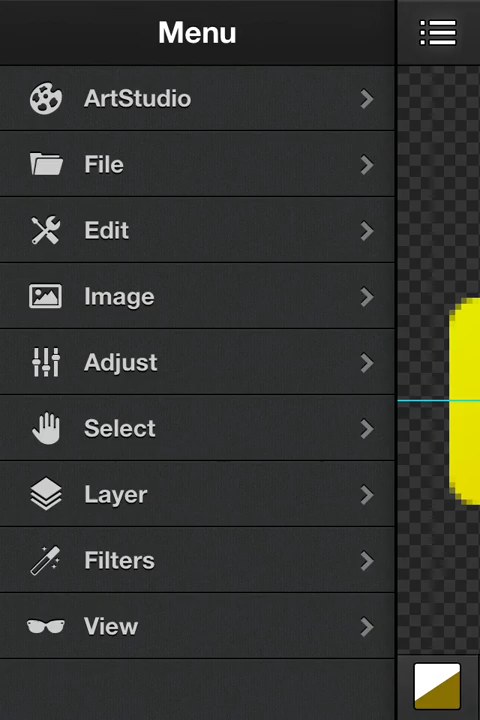 Menu
ArtStudio
File
Edit
Image
Adjust
Select
Layer
Filters
View